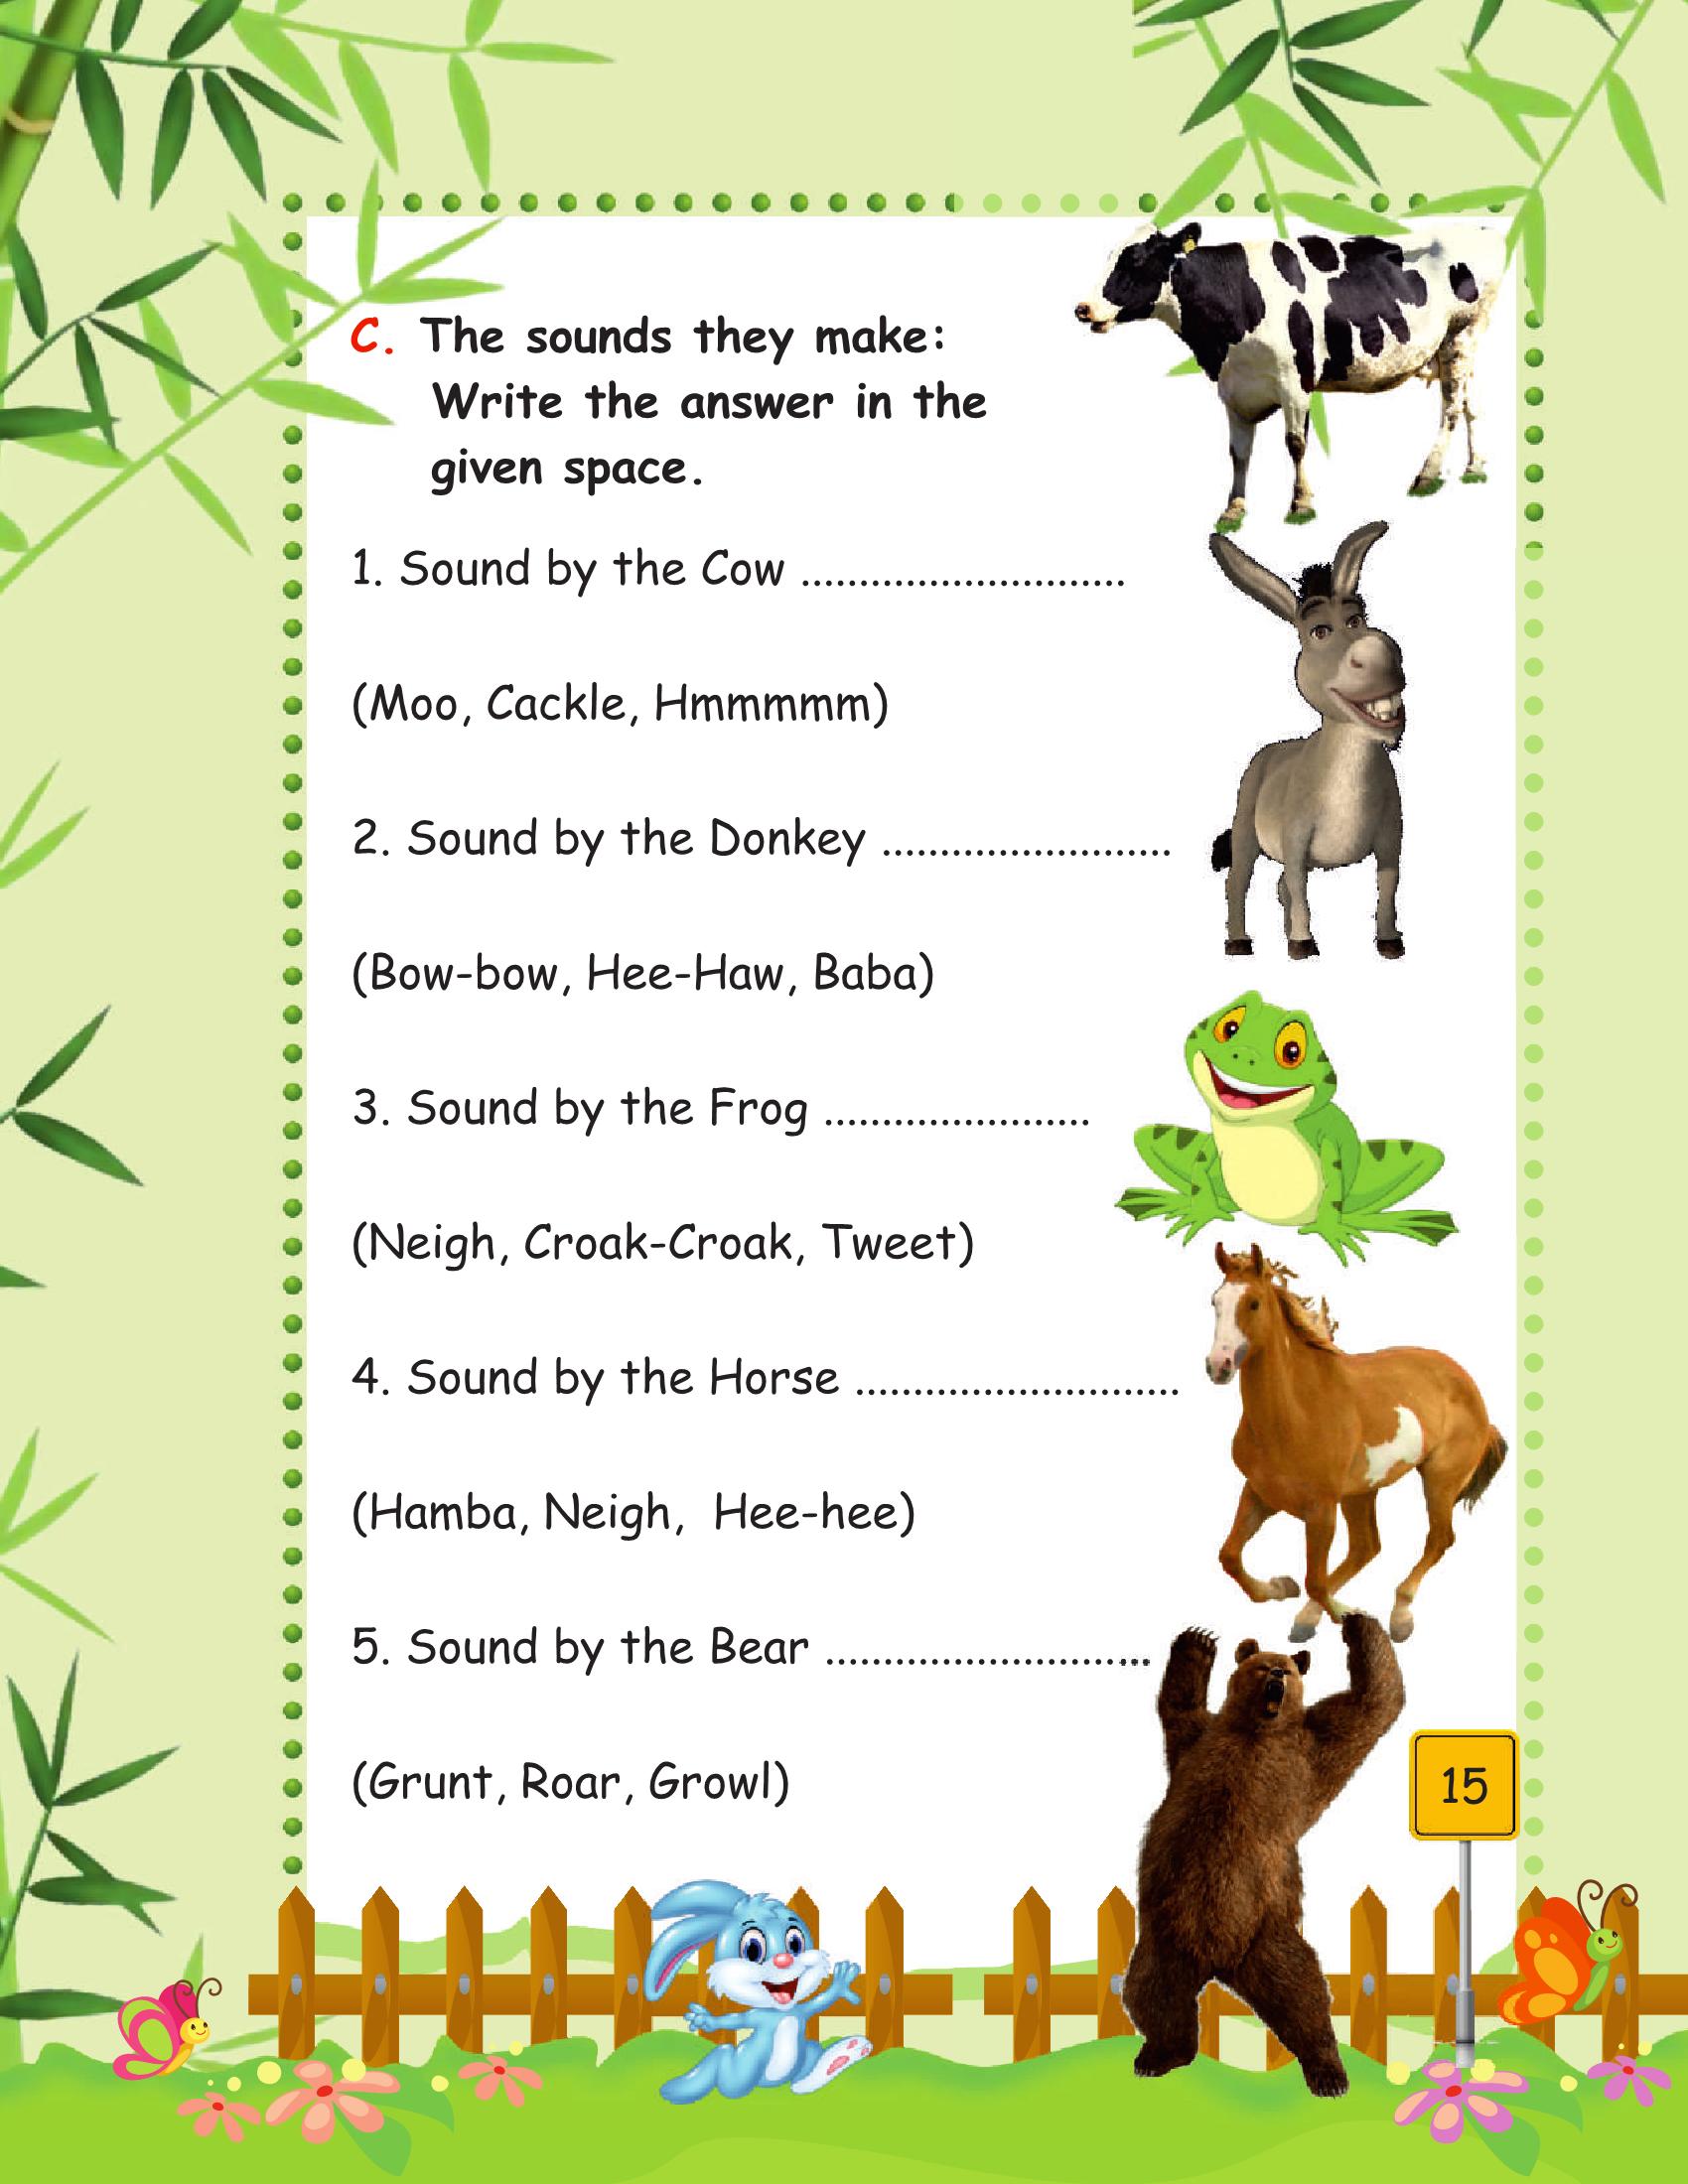 C. The sounds they make:
Write the answer in the
given space.
1. Sound by the Cow ............................
(Moo, Cackle, Hmmmmm)
2. Sound by the Donkey .........................
(Bow-bow, Hee-Haw, Baba)
3. Sound by the Frog .......................
(Neigh, Croak-Croak, Tweet)
4. Sound by the Horse ............................
(Hamba, Neigh,  Hee-hee)
5. Sound by the Bear ............................
(Grunt, Roar, Growl)
15